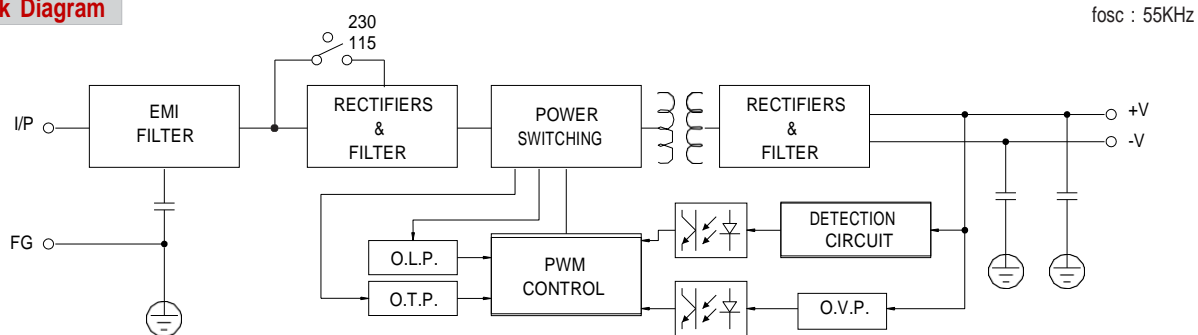 Diagram
fosc : 55KHz
230
115
I/P
EMI
FILTER
RECTIFIERS
&
FILTER
POWER
SWITCHING
RECTIFIERS
&
FILTER
+V
-V
FG
O.L.P.
O.T.P.
PWM
CONTROL
DETECTION
CIRCUIT
O.V.P.